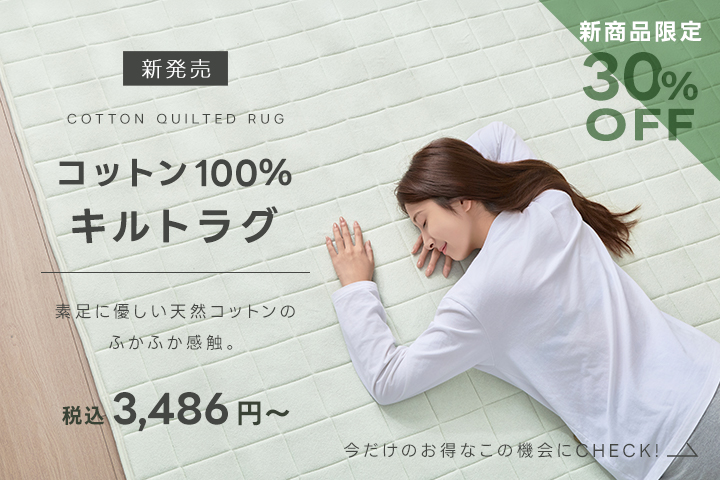 新商品限定
30%
OFF
新発売
COTTON QUILTED RUG
コットン100%
キルトラグ
素足に優しい天然コットンの
ふかふか感触。
税込 3,486円～
今だけのお得なこの機会にCHECK!